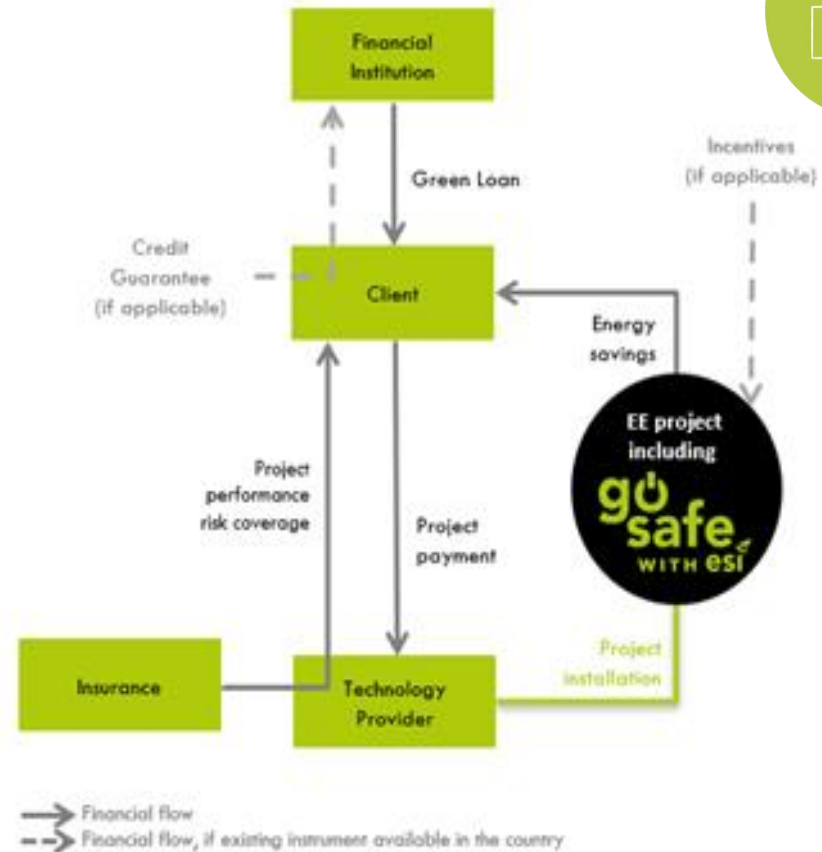 Financial
Institution
Incentives
(if applicable)
Green Loan
Credit
Guarantee
(if applicable)
Client
Energy
savings
EE project
including
go
safe
WITH esi
Project
performance
risk coverage
Project
payment
Project
installation
Insurance
Technology
Provider
Financial flow
Financial flow, if existing instrument available in the country